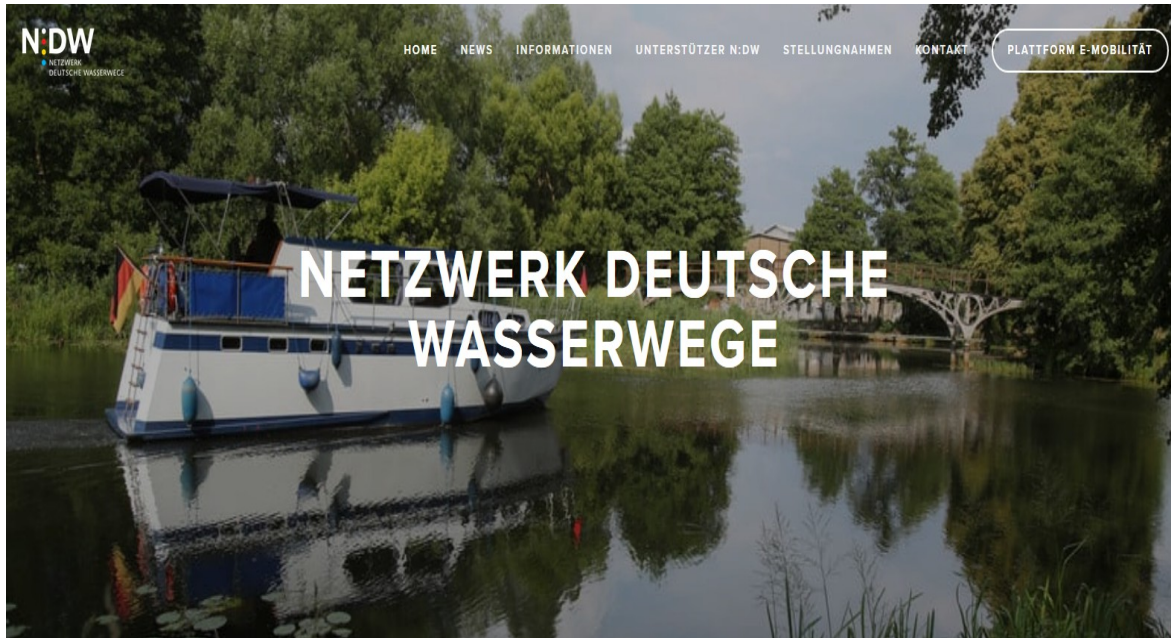 N:DW
NETZWERK
DEUTSCHE WASSERWEGE
HOME NEWS INFORMATIONEN UNTERSTÜTZER N:DW STELLUNGNAHMEN KONTAKT PLATTFORM E-MOBILITÄT
NETZWERK DEUTSCHE
WASSERWEGE